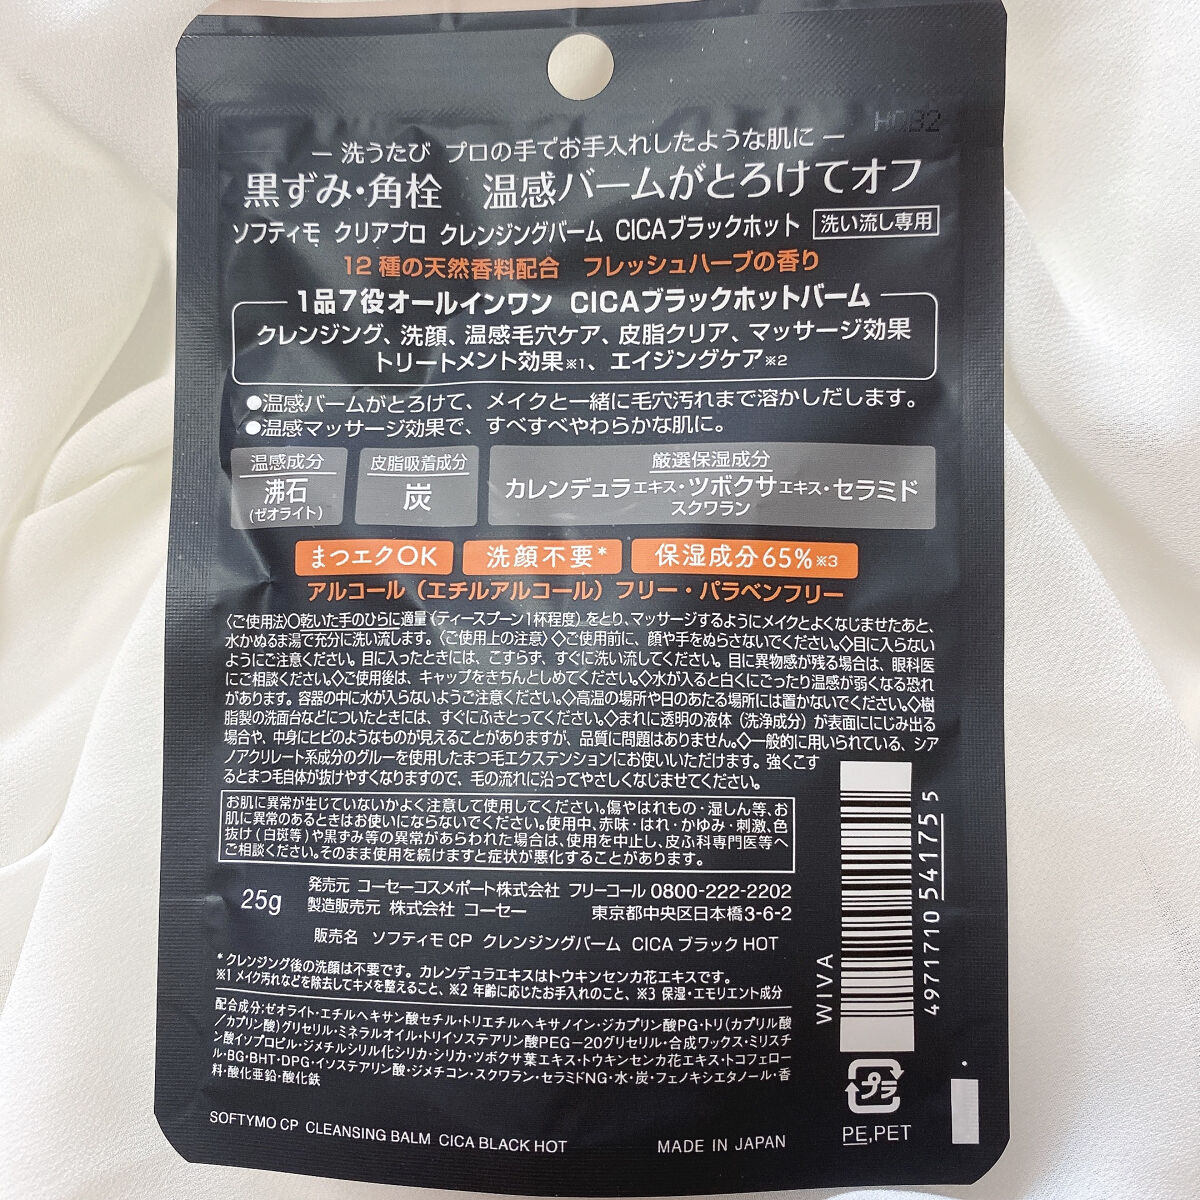 HQB2
— 洗うたび プロの手でお手入れしたような肌に —
黒ずみ・角栓 温感バームがとろけてオフ
ソフティモ クリアプロ クレンジングバーム CICAブラックホット 洗い流し専用
12種の天然香料配合 フレッシュハーブの香り
1品7役オールインワン CICAブラックホットバーム
クレンジング、洗顔、温感毛穴ケア、皮脂クリア、マッサージ効果
トリートメント効果※1、エイジングケア※2
●温感バームがとろけて、メイクと一緒に毛穴汚れまで溶かしだします。
●温感マッサージ効果で、すべすべやわらかな肌に。
温感成分
沸石
(ゼオライト)
皮脂吸着成分
炭
厳選保湿成分
カレンデュラエキス・ツボクサエキス・セラミド
スクワラン
まつエクOK 洗顔不要* 保湿成分65%※3
アルコール（エチルアルコール）フリー・パラベンフリー
〈ご使用法〉○乾いた手のひらに適量（ティースプーン1杯程度）をとり、マッサージするようにメイクとよくなじませたあと、
水かぬるま湯で充分に洗い流します。〈ご使用上の注意〉◇ご使用前に、顔や手をぬらさないでください。◇目に入らない
ようにご注意ください。目に入ったときには、こすらず、すぐに洗い流してください。目に異物感が残る場合は、眼科医
にご相談ください。◇ご使用後は、キャップをきちんとしめてください。◇水が入ると白くにごったり温感が弱くなる恐れ
があります。容器の中に水が入らないようご注意ください。◇高温の場所や日のあたる場所には置かないでください。◇樹
脂製の洗面台などについたときには、すぐにふきとってください。◇まれに透明の液体（洗浄成分）が表面ににじみ出る
場合や、中身にヒビのようなものが見えることがありますが、品質に問題はありません。◇一般的に用いられている、シア
ノアクリレート系成分のグルーを使用したまつ毛エクステンションにお使いいただけます。強くこす
るとまつ毛自体が抜けやすくなりますので、毛の流れに沿ってやさしくなじませてください。
お肌に異常が生じていないかよく注意して使用してください。傷やはれもの・湿しん等、お
肌に異常のあるときはお使いにならないでください。使用中、赤味・はれ・かゆみ・刺激、色
抜け(白斑等)や黒ずみ等の異常があらわれた場合は、使用を中止し、皮ふ科専門医等へ
ご相談ください。そのまま使用を続けますと症状が悪化することがあります。
25g
発売元 コーセーコスメポート株式会社 フリーコール 0800-222-2202
製造販売元 株式会社 コーセー 東京都中央区日本橋3-6-2
販売名 ソフティモ CP クレンジングバーム CICA ブラック HOT
*クレンジング後の洗顔は不要です。カレンデュラエキスはトウキンセンカ花エキスです。
※1 メイク汚れなどを除去してキメを整えること、※2 年齢に応じたお手入れのこと、※3 保湿・エモリエント成分
配合成分:ゼオライト・エチルヘキサン酸セチル・トリエチルヘキサノイン・ジカプリン酸PG・トリ(カプリル酸
/カプリン酸)グリセリル・ミネラルオイル・トリイソステアリン酸PEG-20グリセリル・合成ワックス・ミリスチ
ン酸イソプロピル・ジメチルシリル化シリカ・シリカ・ツボクサ葉エキス・トウキンセンカ花エキス・トコフェロー
ル・BG・BHT・DPG・イソステアリン酸・ジメチコン・スクワラン・セラミドNG・水・炭・フェノキシエタノール・香
料・酸化亜鉛・酸化鉄
WIVA
4971710541755
プラ
PE,PET
SOFTYMO CP CLEANSING BALM CICA BLACK HOT
MADE IN JAPAN